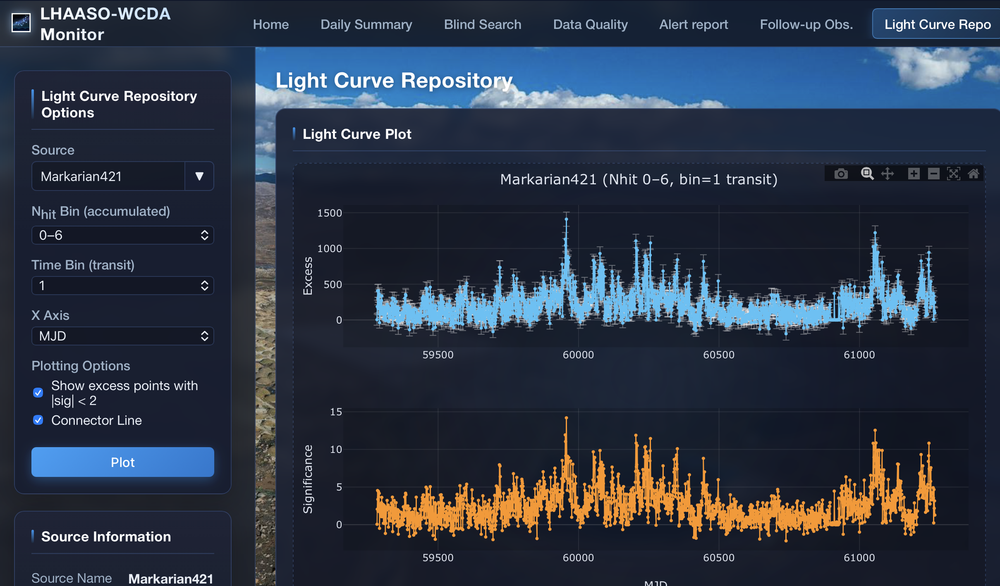 LHAASO-WCDA
Monitor
Home
Daily Summary
Blind Search
Data Quality
Alert report
Follow-up Obs.
Light Curve Repo
Light Curve Repository
Options
Source
Markarian421
Nhit Bin (accumulated)
0–6
Time Bin (transit)
1
X Axis
MJD
Plotting Options
Show excess points with
|sig| < 2
Connector Line
Plot
Source Information
Source Name Markarian421
Light Curve Repository
Light Curve Plot
Markarian421 (Nhit 0–6, bin=1 transit)
Excess
1500
1000
500
0
59500
60000
60500
61000
Significance
15
10
5
0
59500
60000
60500
61000
MJD